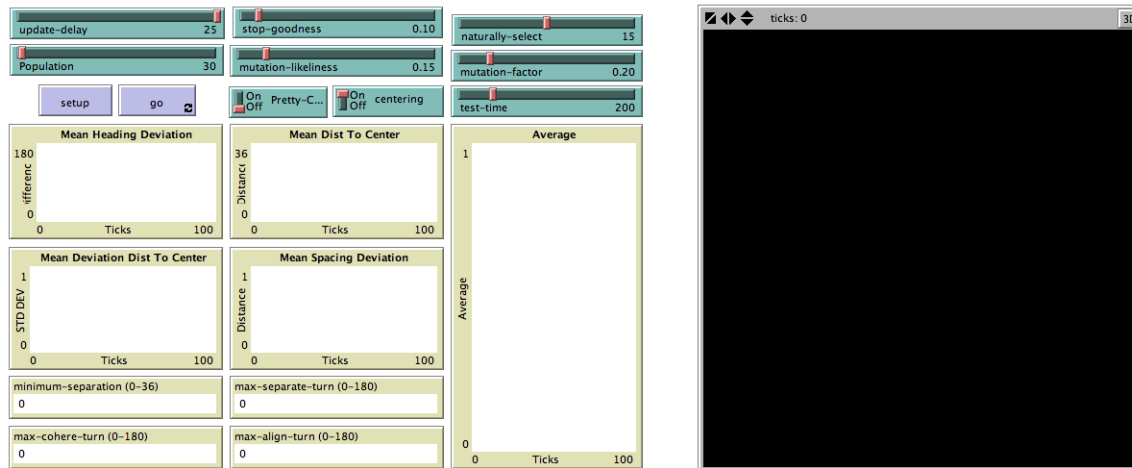 update-delay 25
stop-goodness 0.10
naturally-select 15
Population 30
mutation-likeliness 0.15
mutation-factor 0.20
setup
go
On
Off
Pretty-C...
On
Off
centering
test-time 200
ticks: 0
3D
Mean Heading Deviation
180
ifferenc
0
0 Ticks 100
Mean Dist To Center
36
Distance
0
0 Ticks 100
Average
1
Average
0
0 Ticks 100
Mean Deviation Dist To Center
1
STD DEV
0
0 Ticks 100
Mean Spacing Deviation
1
Distance
0
0 Ticks 100
minimum-separation (0-36)
0
max-separate-turn (0-180)
0
max-cohere-turn (0-180)
0
max-align-turn (0-180)
0